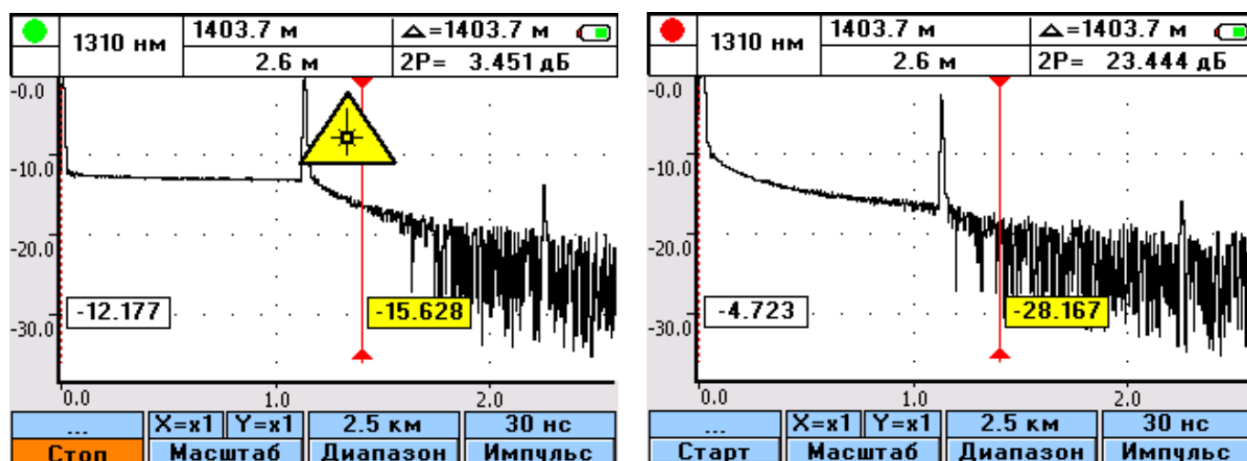 1310 нм
1403.7 м
Δ=1403.7 м
2.6 м
2P= 3.451 дБ
-0.0
-10.0
-20.0
-30.0
-12.177
-15.628
0.0
1.0
2.0
...
X=x1 Y=x1
2.5 км
30 нс
Стоп
Масштаб
Диапазон
Импульс
1310 нм
1403.7 м
Δ=1403.7 м
2.6 м
2P= 23.444 дБ
-0.0
-10.0
-20.0
-30.0
-4.723
-28.167
0.0
1.0
2.0
...
X=x1 Y=x1
2.5 км
30 нс
Старт
Масштаб
Диапазон
Импульс